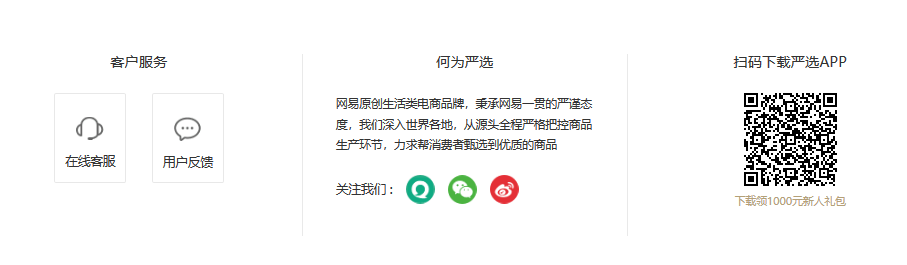 客户服务
在线客服
用户反馈
何为严选
网易原创生活类电商品牌，秉承网易一贯的严谨态
度，我们深入世界各地，从源头全程严格把控商品
生产环节，力求帮消费者甄选到优质的商品
关注我们：
扫码下载严选APP
下载领1000元新人礼包